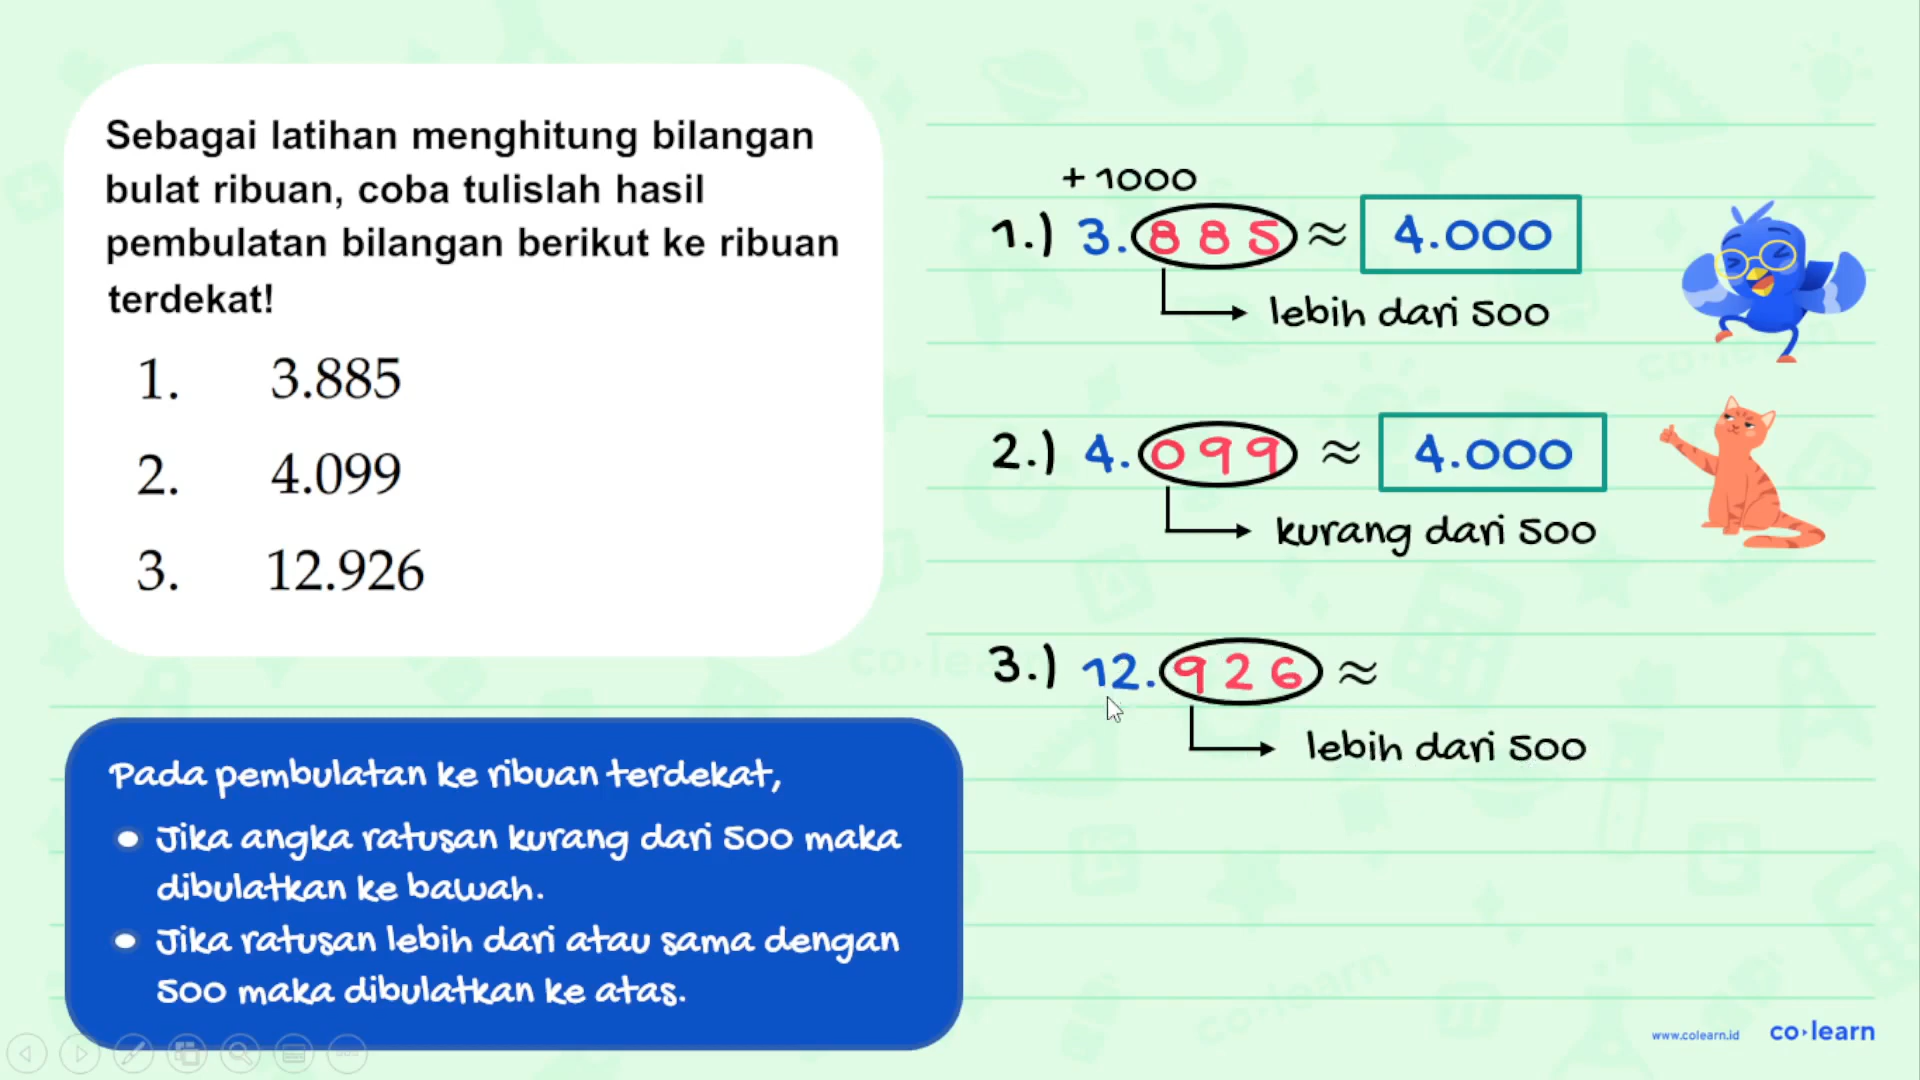 Sebagai latihan menghitung bilangan
bulat ribuan, coba tulislah hasil
pembulatan bilangan berikut ke ribuan
terdekat!
1. 3.885
2. 4.099
3. 12.926
Pada pembulatan ke ribuan terdekat,
Jika angka ratusan kurang dari 500 maka
dibulatkan ke bawah.
Jika ratusan lebih dari atau sama dengan
500 maka dibulatkan ke atas.
+ 1000
1.) 3.885 ≈ 4.000
lebih dari 500
2.) 4.099 ≈ 4.000
kurang dari 500
3.) 12.926 ≈
lebih dari 500
www.colearn.id co·learn